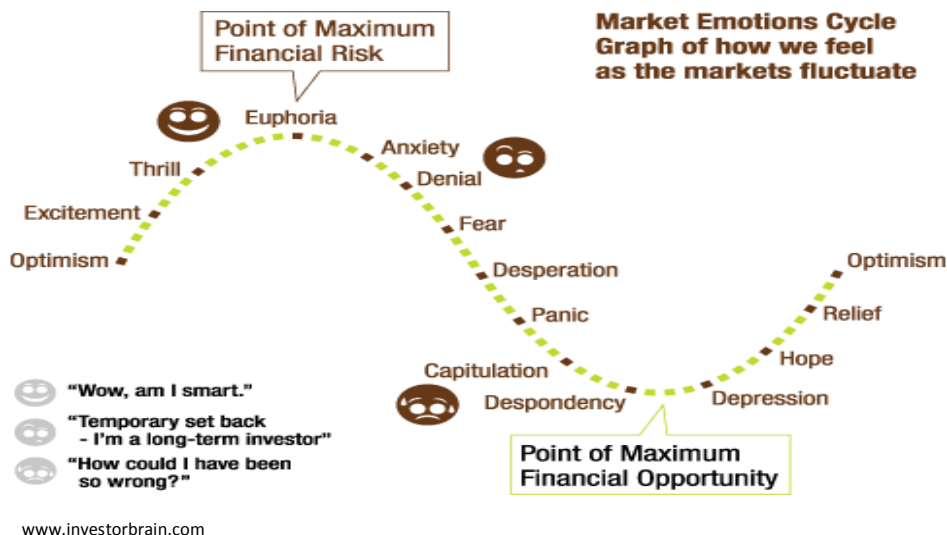 Point of Maximum
Financial Risk
Market Emotions Cycle
Graph of how we feel
as the markets fluctuate
Euphoria
Thrill
Anxiety
Denial
Excitement
Fear
Optimism
Desperation
Optimism
Panic
Relief
Capitulation
Hope
Despondency
Depression
"Wow, am I smart."
"Temporary set back
- I'm a long-term investor"
"How could I have been
so wrong?"
Point of Maximum
Financial Opportunity
www.investorbrain.com